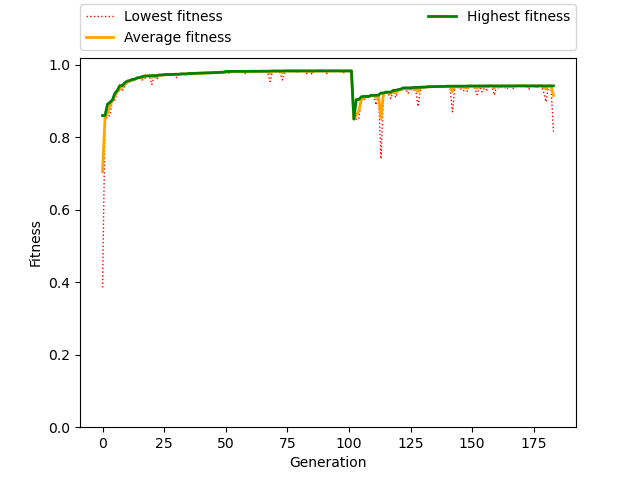 Lowest fitness
Average fitness
Highest fitness
1.0
0.8
0.6
0.4
0.2
0.0
Fitness
0 25 50 75 100 125 150 175
Generation